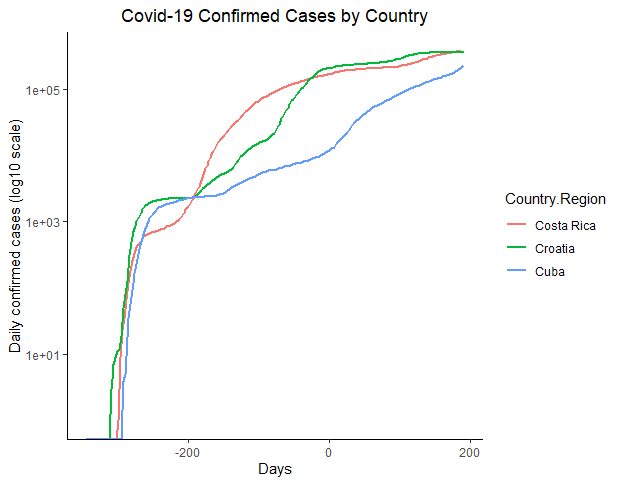 Covid-19 Confirmed Cases by Country
Daily confirmed cases (log10 scale)
1e+05
1e+03
1e+01
-200
0
200
Days
Country.Region
Costa Rica
Croatia
Cuba